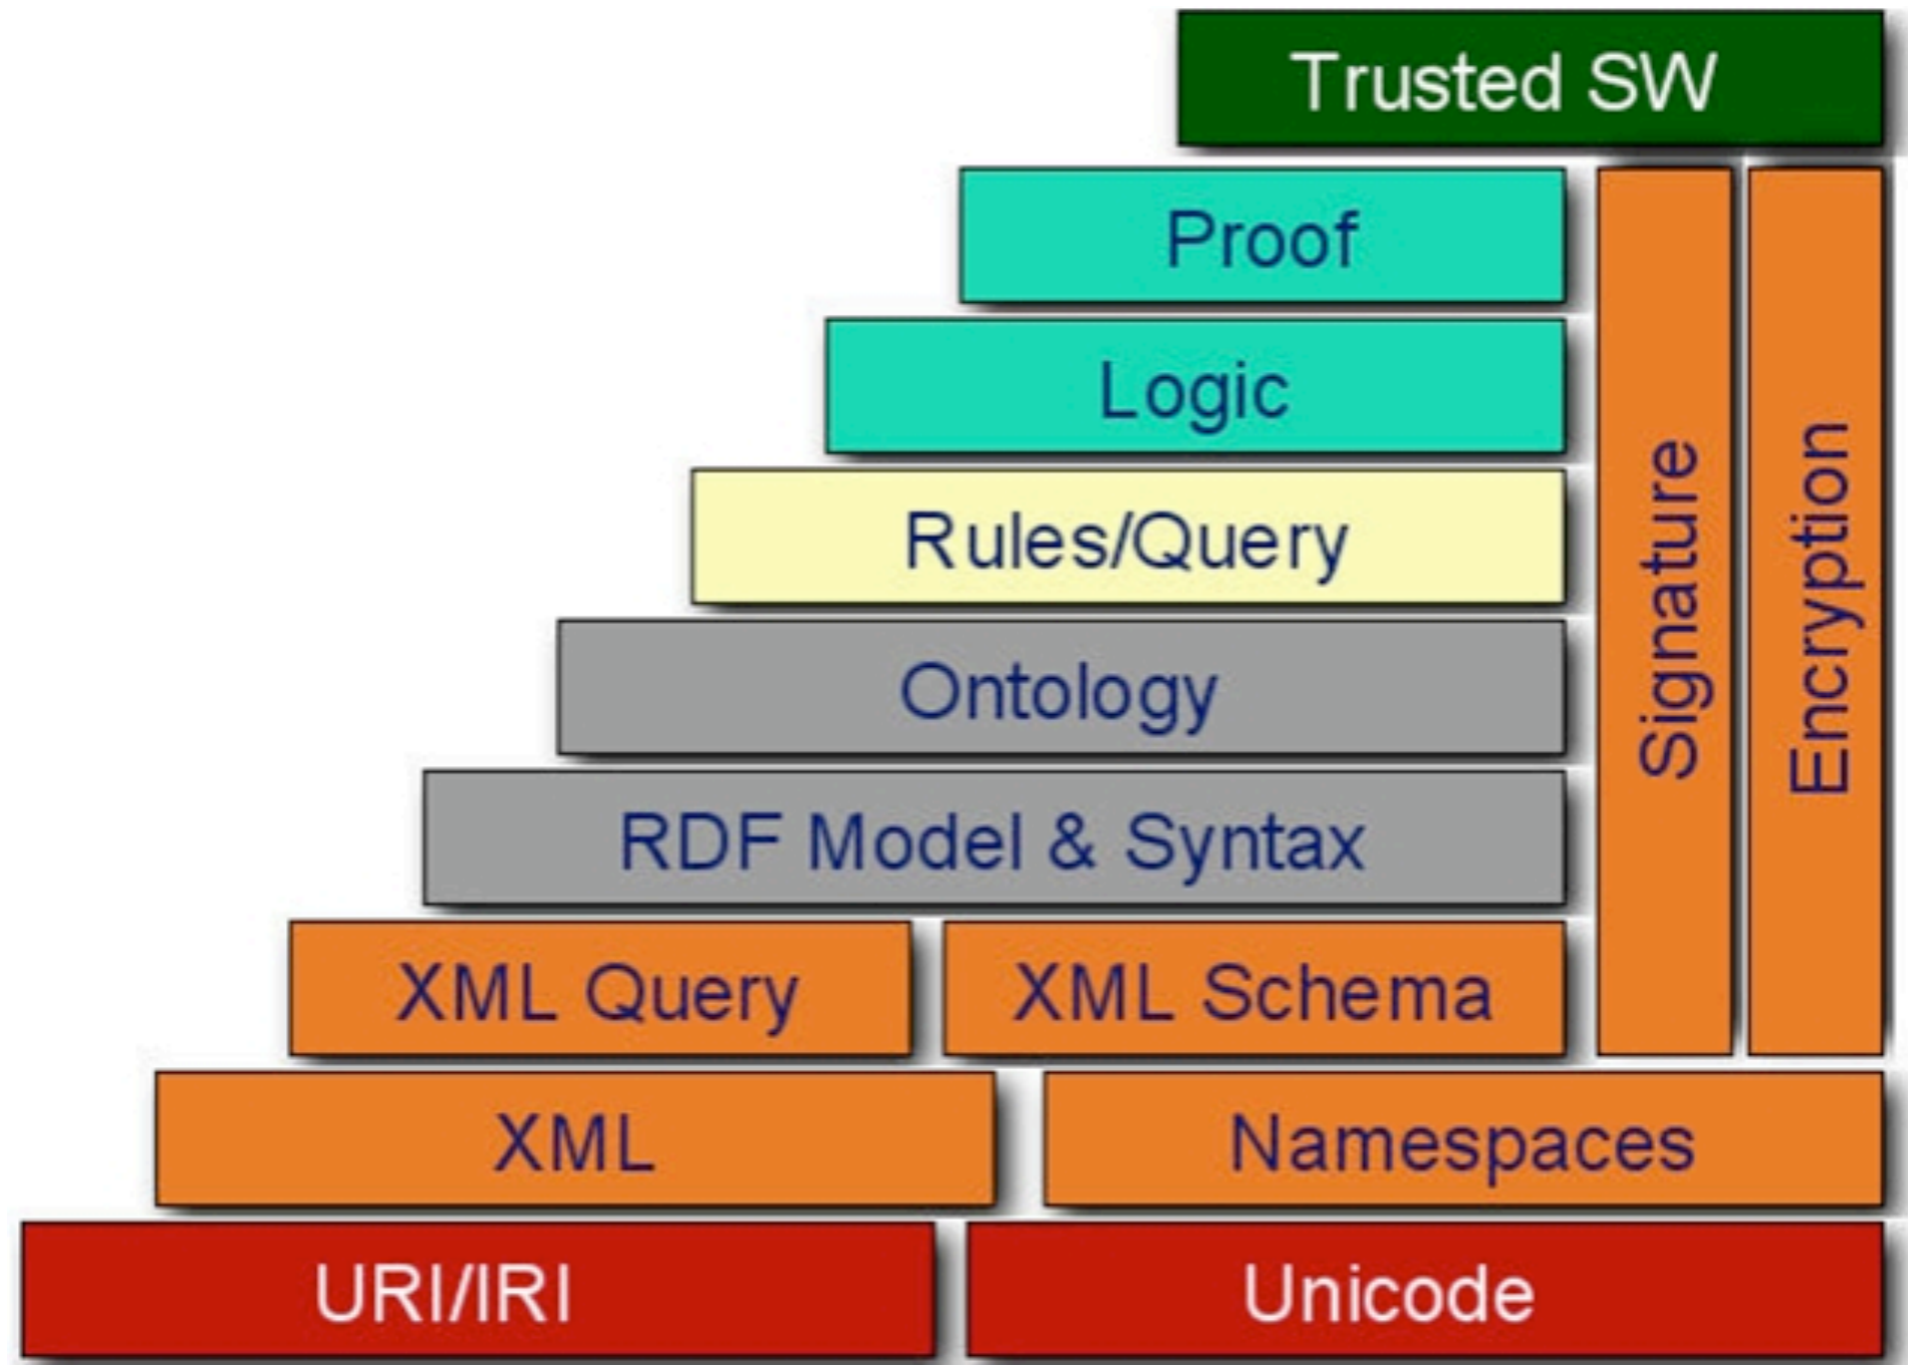 Trusted SW
Proof
Logic
Rules/Query
Ontology
RDF Model & Syntax
XML Query
XML Schema
Signature
Encryption
XML
Namespaces
URI/IRI
Unicode